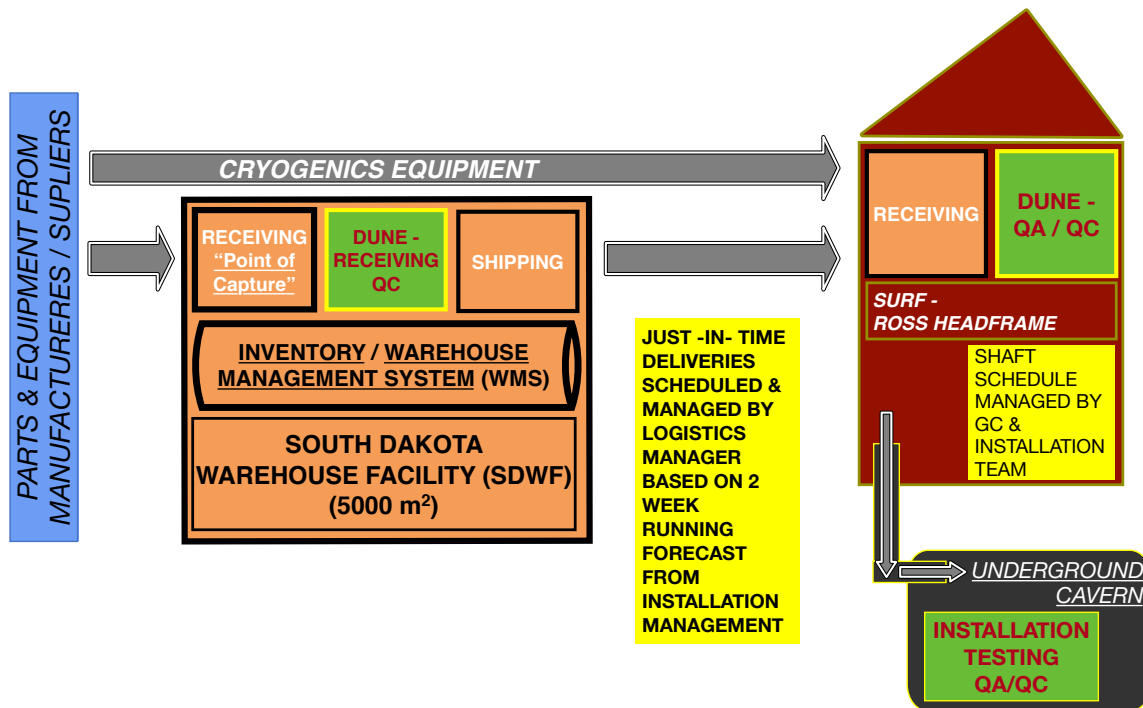 PARTS & EQUIPMENT FROM
MANUFACTURERES / SUPLIERS
CRYOGENICS EQUIPMENT
RECEIVING
“Point of
Capture”
DUNE -
RECEIVING
QC
SHIPPING
INVENTORY / WAREHOUSE
MANAGEMENT SYSTEM (WMS)
SOUTH DAKOTA
WAREHOUSE FACILITY (SDWF)
(5000 m²)
JUST -IN- TIME
DELIVERIES
SCHEDULED &
MANAGED BY
LOGISTICS
MANAGER
BASED ON 2
WEEK
RUNNING
FORECAST
FROM
INSTALLATION
MANAGEMENT
RECEIVING
DUNE -
QA / QC
SURF -
ROSS HEADFRAME
SHAFT
SCHEDULE
MANAGED BY
GC &
INSTALLATION
TEAM
UNDERGROUND
CAVERN
INSTALLATION
TESTING
QA/QC